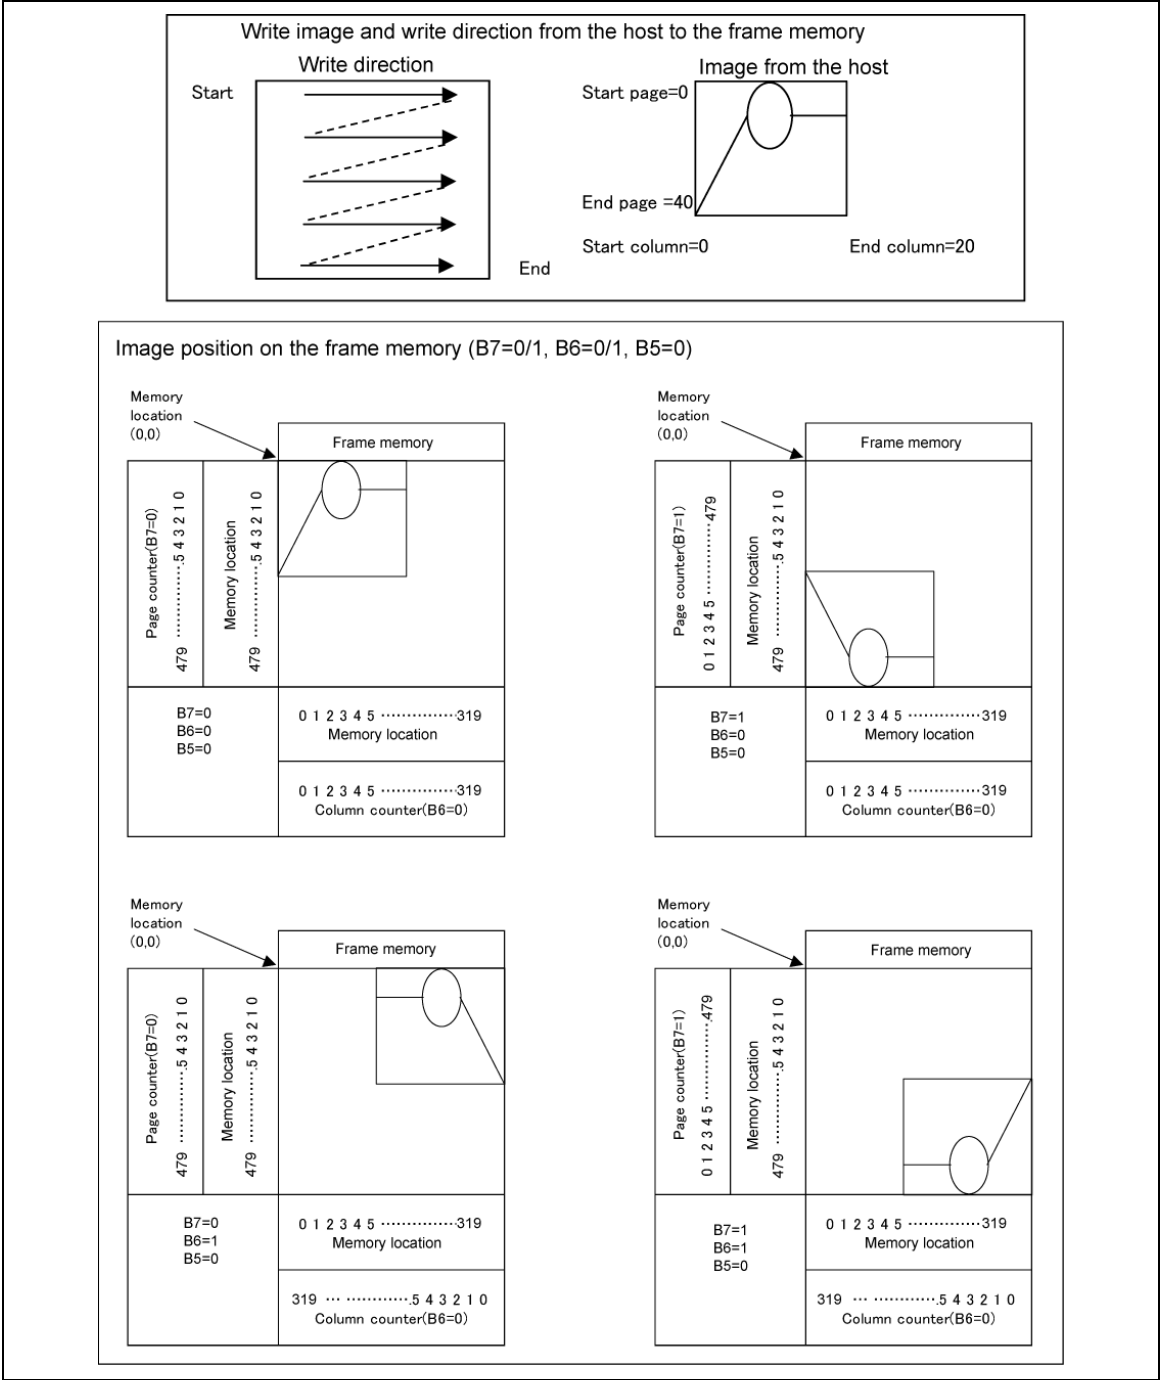 Write image and write direction from the host to the frame memory
Write direction
Image from the host
Start
Start page=0
End page =40
Start column=0
End column=20
End
Image position on the frame memory (B7=0/1, B6=0/1, B5=0)
Memory
location
(0,0)
Frame memory
Page counter(B7=0)
479 ··············.5 4 3 2 1 0
Memory location
479 ··············.5 4 3 2 1 0
B7=0
B6=0
B5=0
0 1 2 3 4 5 ···············319
Memory location
0 1 2 3 4 5 ···············319
Column counter(B6=0)
Memory
location
(0,0)
Frame memory
Page counter(B7=1)
0 1 2 3 4 5 ···············479
Memory location
479 ··············.5 4 3 2 1 0
B7=1
B6=0
B5=0
0 1 2 3 4 5 ··············319
Memory location
0 1 2 3 4 5 ··············319
Column counter(B6=0)
Memory
location
(0,0)
Frame memory
Page counter(B7=0)
479 ··············.5 4 3 2 1 0
Memory location
479 ··············.5 4 3 2 1 0
B7=0
B6=1
B5=0
0 1 2 3 4 5 ···············319
Memory location
319 ··· ············.5 4 3 2 1 0
Column counter(B6=0)
Memory
location
(0,0)
Frame memory
Page counter(B7=1)
0 1 2 3 4 5 ···············.479
Memory location
479 ··············.5 4 3 2 1 0
B7=1
B6=1
B5=0
0 1 2 3 4 5 ··············319
Memory location
319 ··· ············.5 4 3 2 1 0
Column counter(B6=0)